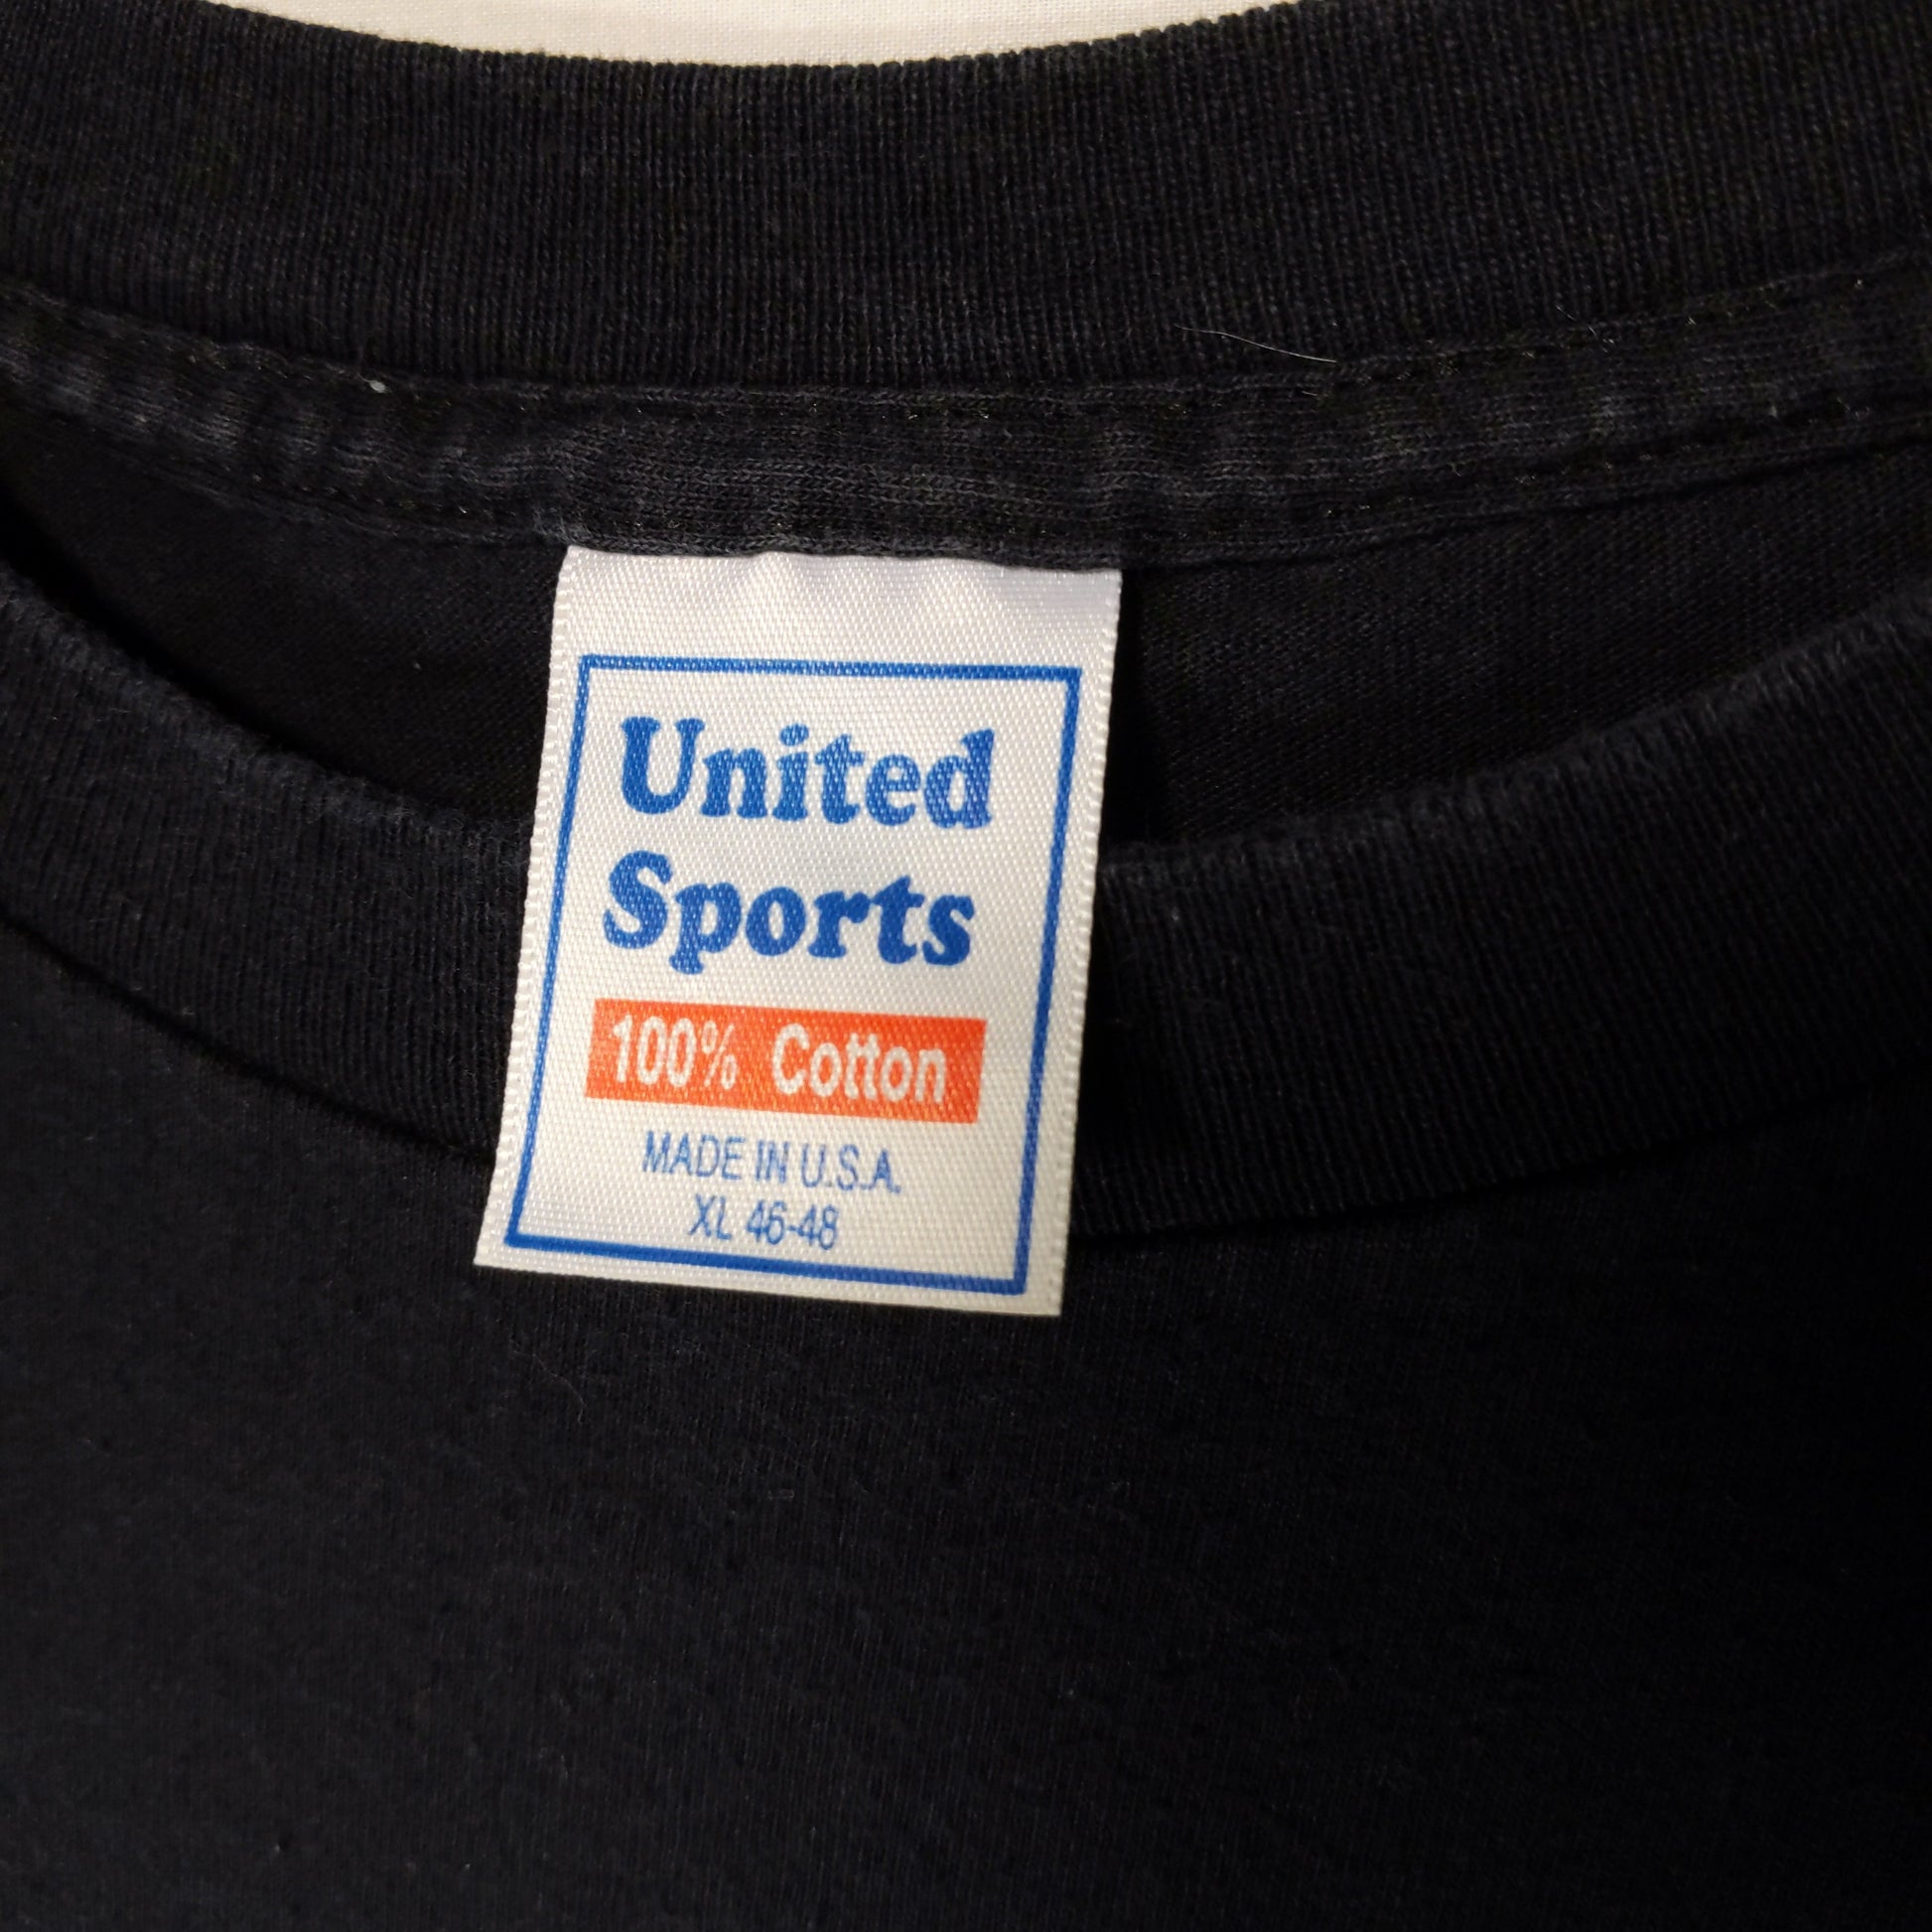 United
Sports
100% Cotton
MADE IN U.S.A.
XL 46-48